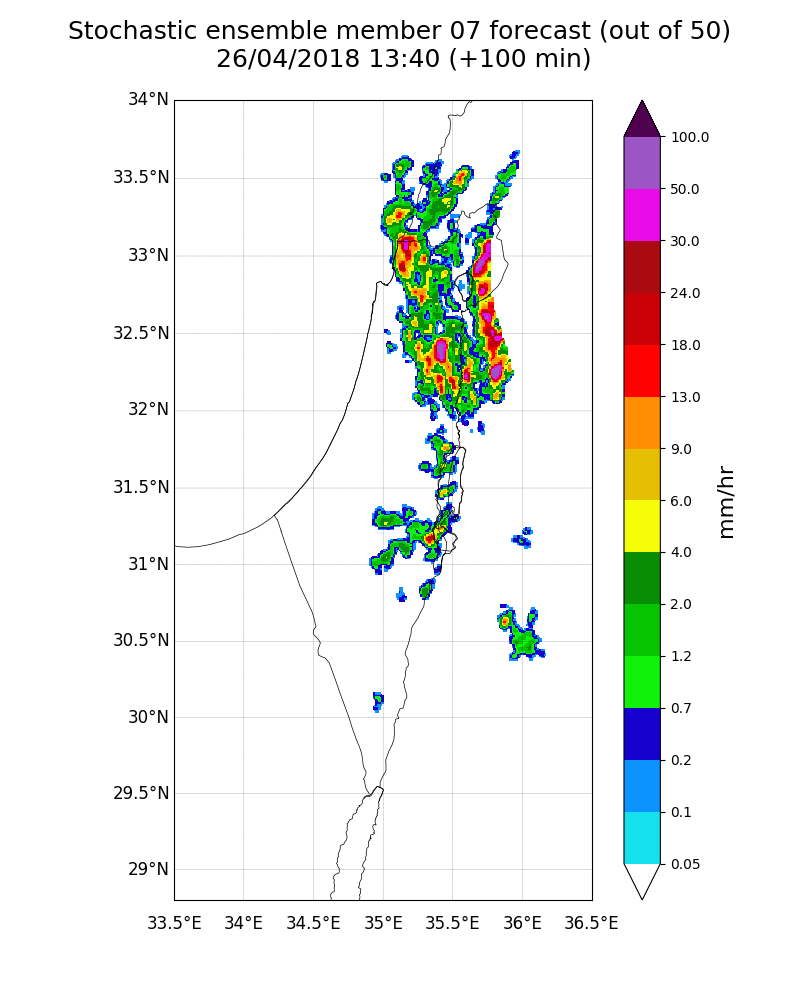 Stochastic ensemble member 07 forecast (out of 50)
26/04/2018 13:40 (+100 min)
34°N
33.5°N
33°N
32.5°N
32°N
31.5°N
31°N
30.5°N
30°N
29.5°N
29°N
33.5°E 34°E 34.5°E 35°E 35.5°E 36°E 36.5°E
100.0
50.0
30.0
24.0
18.0
13.0
9.0
6.0
4.0
2.0
1.2
0.7
0.2
0.1
0.05
mm/hr